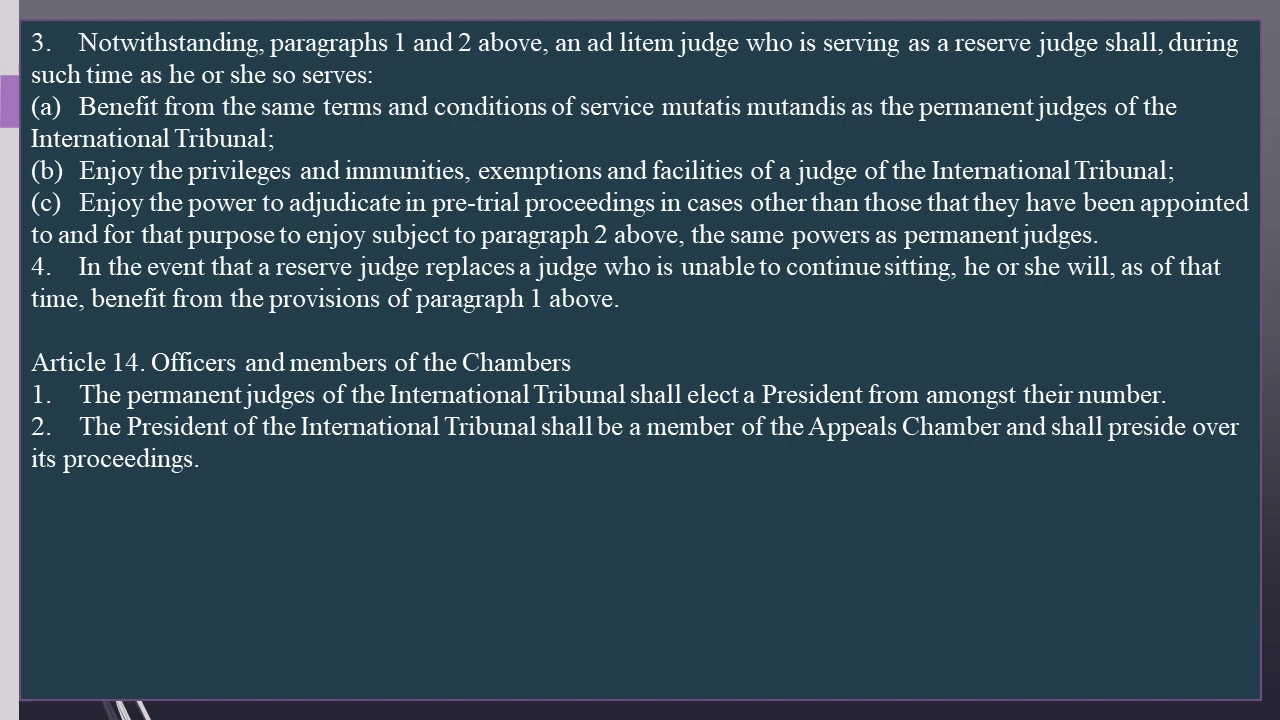 3. Notwithstanding, paragraphs 1 and 2 above, an ad litem judge who is serving as a reserve judge shall, during
such time as he or she so serves:
(a) Benefit from the same terms and conditions of service mutatis mutandis as the permanent judges of the
International Tribunal;
(b) Enjoy the privileges and immunities, exemptions and facilities of a judge of the International Tribunal;
(c) Enjoy the power to adjudicate in pre-trial proceedings in cases other than those that they have been appointed
to and for that purpose to enjoy subject to paragraph 2 above, the same powers as permanent judges.
4. In the event that a reserve judge replaces a judge who is unable to continue sitting, he or she will, as of that
time, benefit from the provisions of paragraph 1 above.
Article 14. Officers and members of the Chambers
1. The permanent judges of the International Tribunal shall elect a President from amongst their number.
2. The President of the International Tribunal shall be a member of the Appeals Chamber and shall preside over
its proceedings.